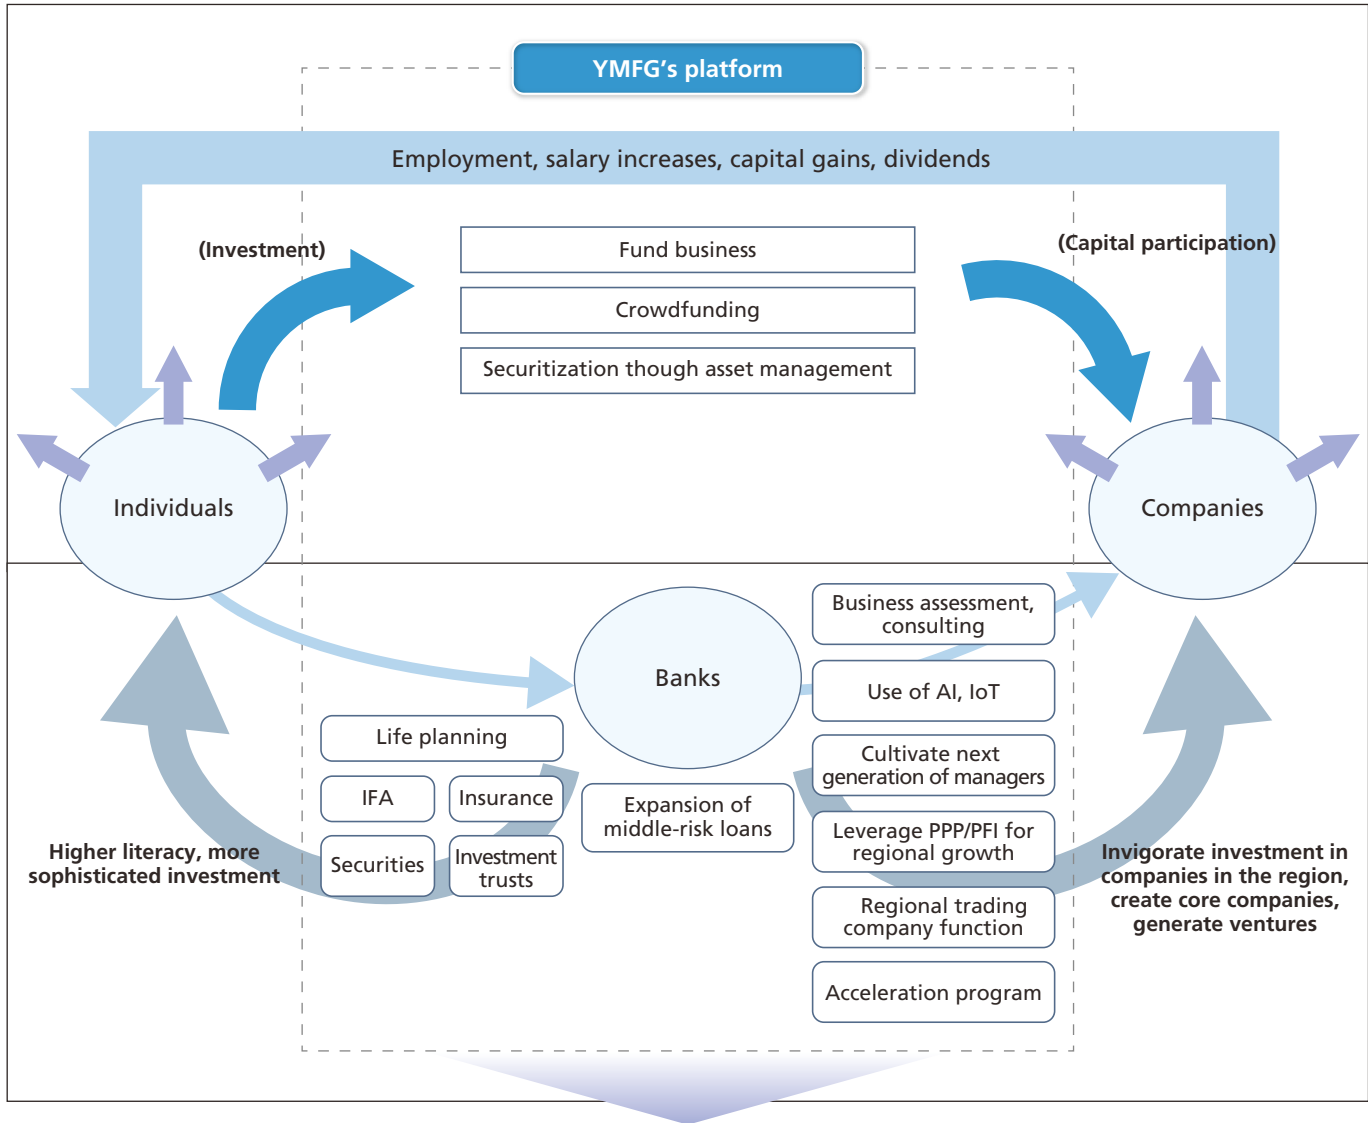 YMFG's platform
Employment, salary increases, capital gains, dividends
(Investment)
(Capital participation)
Fund business
Crowdfunding
Securitization though asset management
Individuals
Companies
Banks
Business assessment,
consulting
Use of AI, IoT
Life planning
Cultivate next
generation of managers
IFA
Insurance
Expansion of
middle-risk loans
Leverage PPP/PFI for
regional growth
Securities
Investment
trusts
Higher literacy, more
sophisticated investment
Invigorate investment in
companies in the region,
create core companies,
generate ventures
Regional trading
company function
Acceleration program